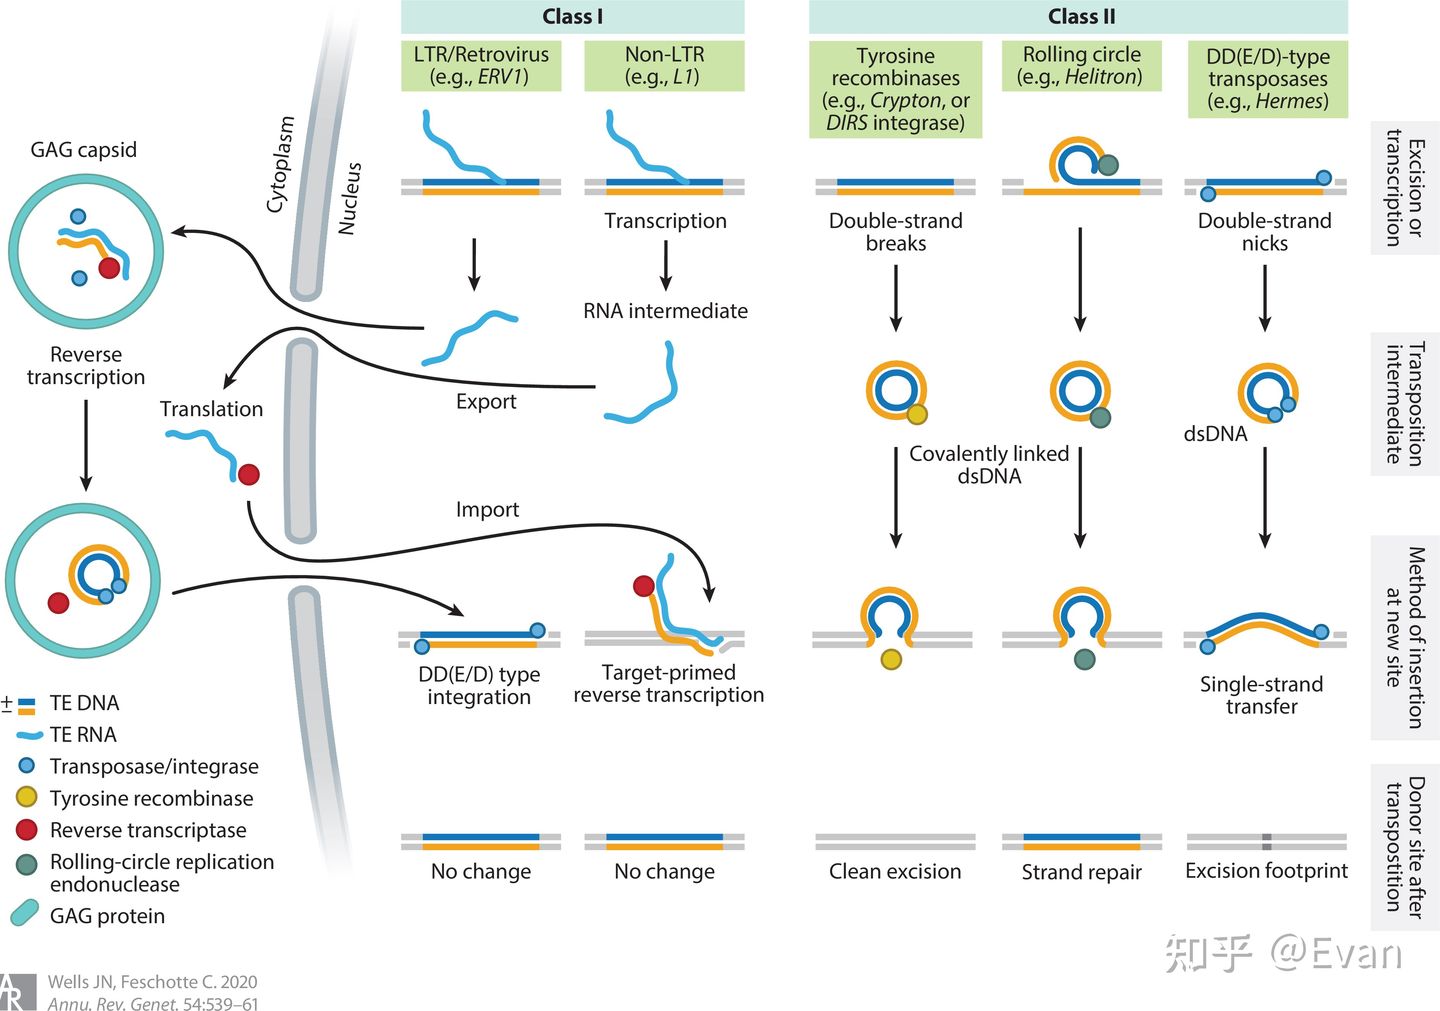 Class I
Class II
LTR/Retrovirus
(e.g., ERV1)
Non-LTR
(e.g., L1)
Tyrosine
recombinases
(e.g., Crypton, or
DIRS integrase)
Rolling circle
(e.g., Helitron)
DD(E/D)-type
transposases
(e.g., Hermes)
Excision or
transcription
Cytoplasm
Nucleus
GAG capsid
Transcription
Double-strand
breaks
Double-strand
nicks
RNA intermediate
Transposition
intermediate
Reverse
transcription
Translation
Export
Covalently linked
dsDNA
dsDNA
Import
Method of insertion
at new site
DD(E/D) type
integration
Target-primed
reverse transcription
Single-strand
transfer
± TE DNA
TE RNA
Transposase/integrase
Tyrosine recombinase
Reverse transcriptase
Rolling-circle replication
endonuclease
GAG protein
No change
No change
Clean excision
Strand repair
Excision footprint
Donor site after
transpostition
知乎 @Evan
AR
Wells JN, Feschotte C. 2020
Annu. Rev. Genet. 54:539–61